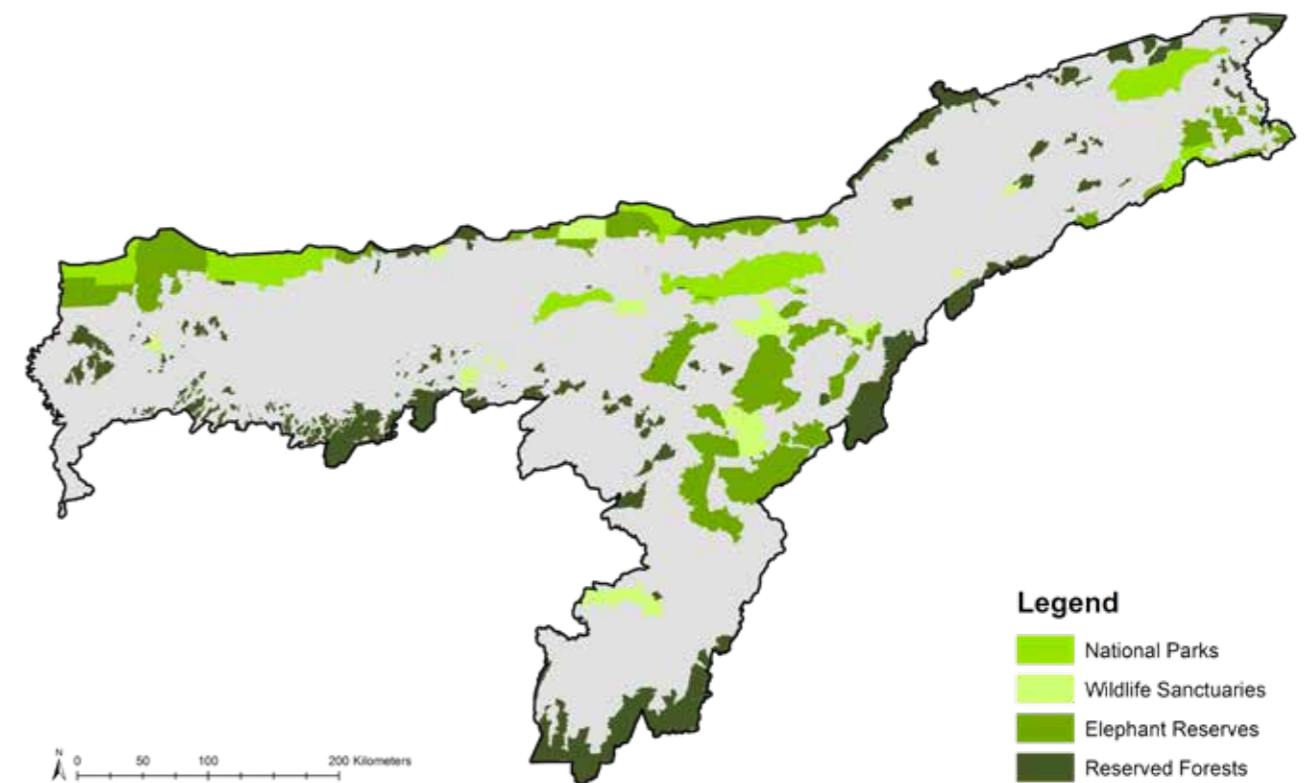 Legend
National Parks
Wildlife Sanctuaries
Elephant Reserves
Reserved Forests
N
0 50 100 200 Kilometers